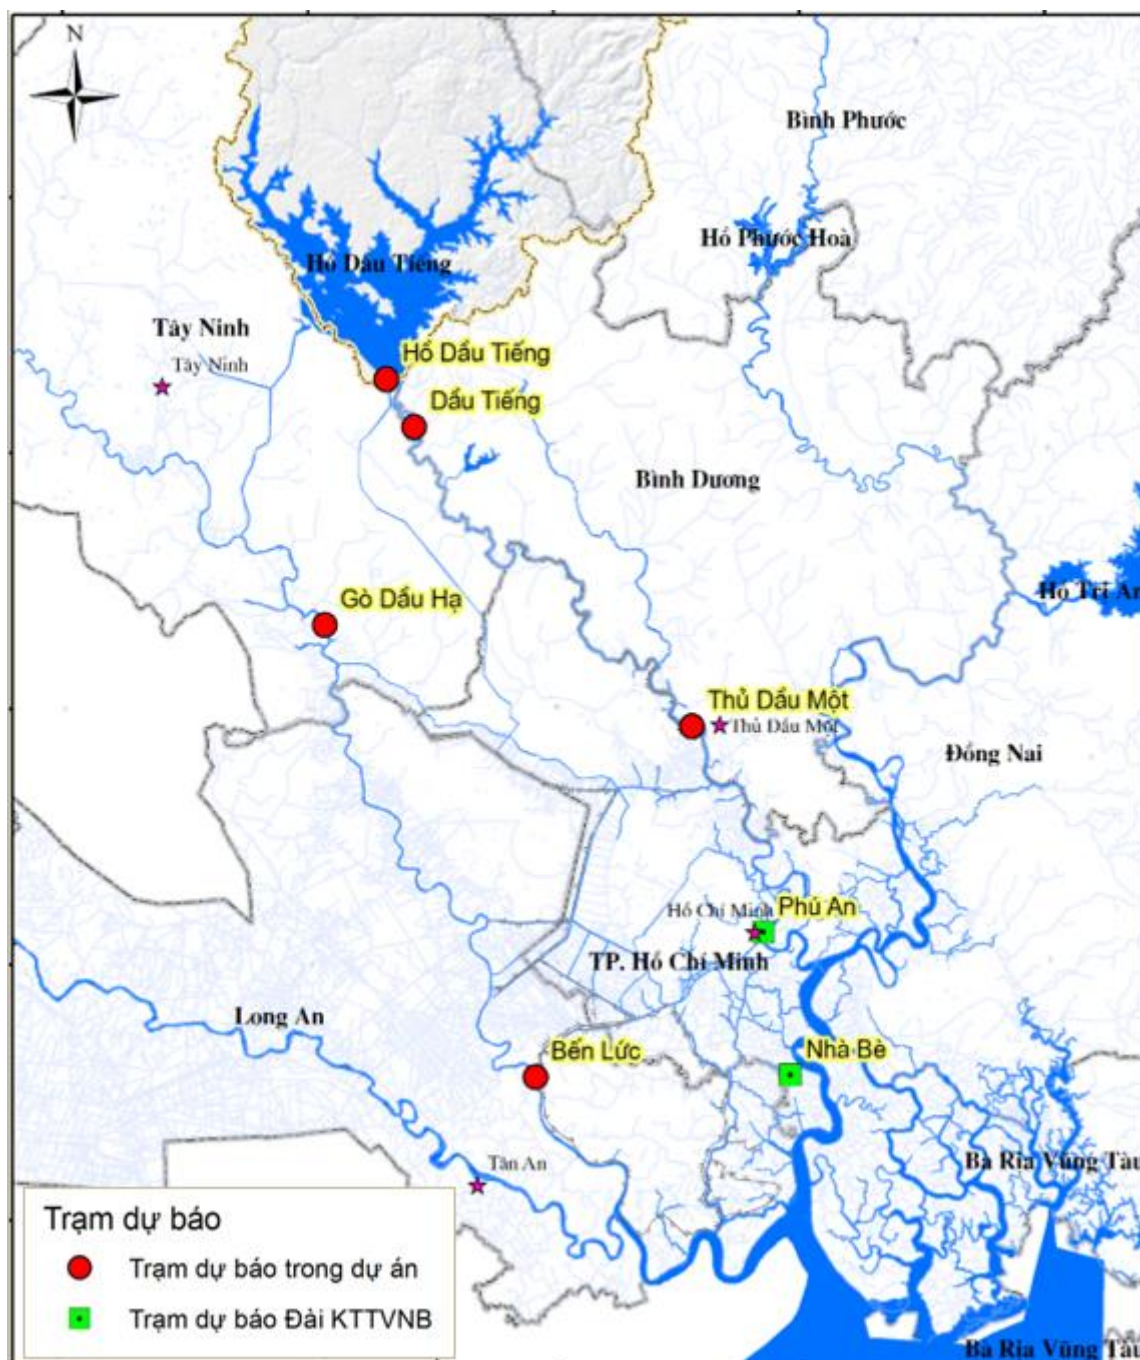 N
Bình Phước
Hồ Phước Hoà
Hồ Dầu Tiếng
Tây Ninh
Tây Ninh
Hồ Dầu Tiếng
Dầu Tiếng
Bình Dương
Hồ Trị An
Gò Dầu Hạ
Thủ Dầu Một
Thủ Dầu Một
Đồng Nai
Phú An
Hồ Chí Minh
TP. Hồ Chí Minh
Long An
Bến Lức
Nhà Bè
Tân An
Bà Rịa Vũng Tàu
Trạm dự báo
Trạm dự báo trong dự án
Trạm dự báo Đài KTTVNB
Bà Rịa Vũng Tàu